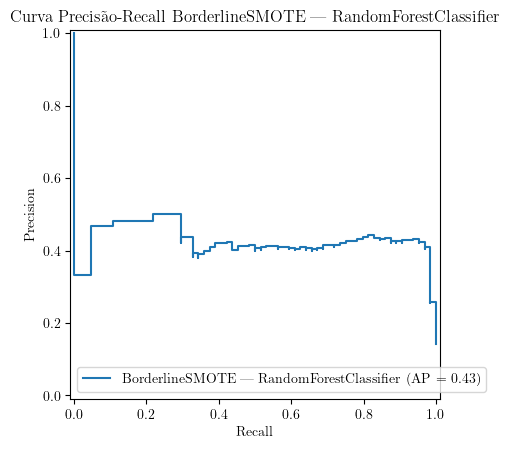 Curva Precisão-Recall BorderlineSMOTE — RandomForestClassifier
1.0
0.8
0.6
0.4
0.2
0.0
Precision
BorderlineSMOTE — RandomForestClassifier (AP = 0.43)
0.0 0.2 0.4 0.6 0.8 1.0
Recall